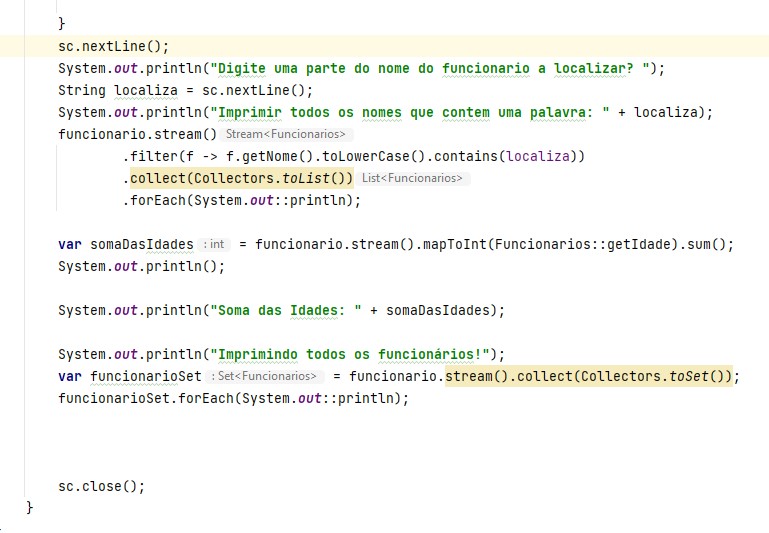 }
sc.nextLine();
System.out.println("Digite uma parte do nome do funcionario a localizar? ");
String localiza = sc.nextLine();
System.out.println("Imprimir todos os nomes que contem uma palavra: " + localiza);
funcionario.stream() Stream<Funcionarios>
.filter(f -> f.getNome().toLowerCase().contains(localiza))
.collect(Collectors.toList()) List<Funcionarios>
.forEach(System.out::println);
var somaDasIdades : int = funcionario.stream().mapToInt(Funcionarios::getIdade).sum();
System.out.println();
System.out.println("Soma das Idades: " + somaDasIdades);
System.out.println("Imprimindo todos os funcionários!");
var funcionarioSet : Set<Funcionarios> = funcionario.stream().collect(Collectors.toSet());
funcionarioSet.forEach(System.out::println);
sc.close();
}